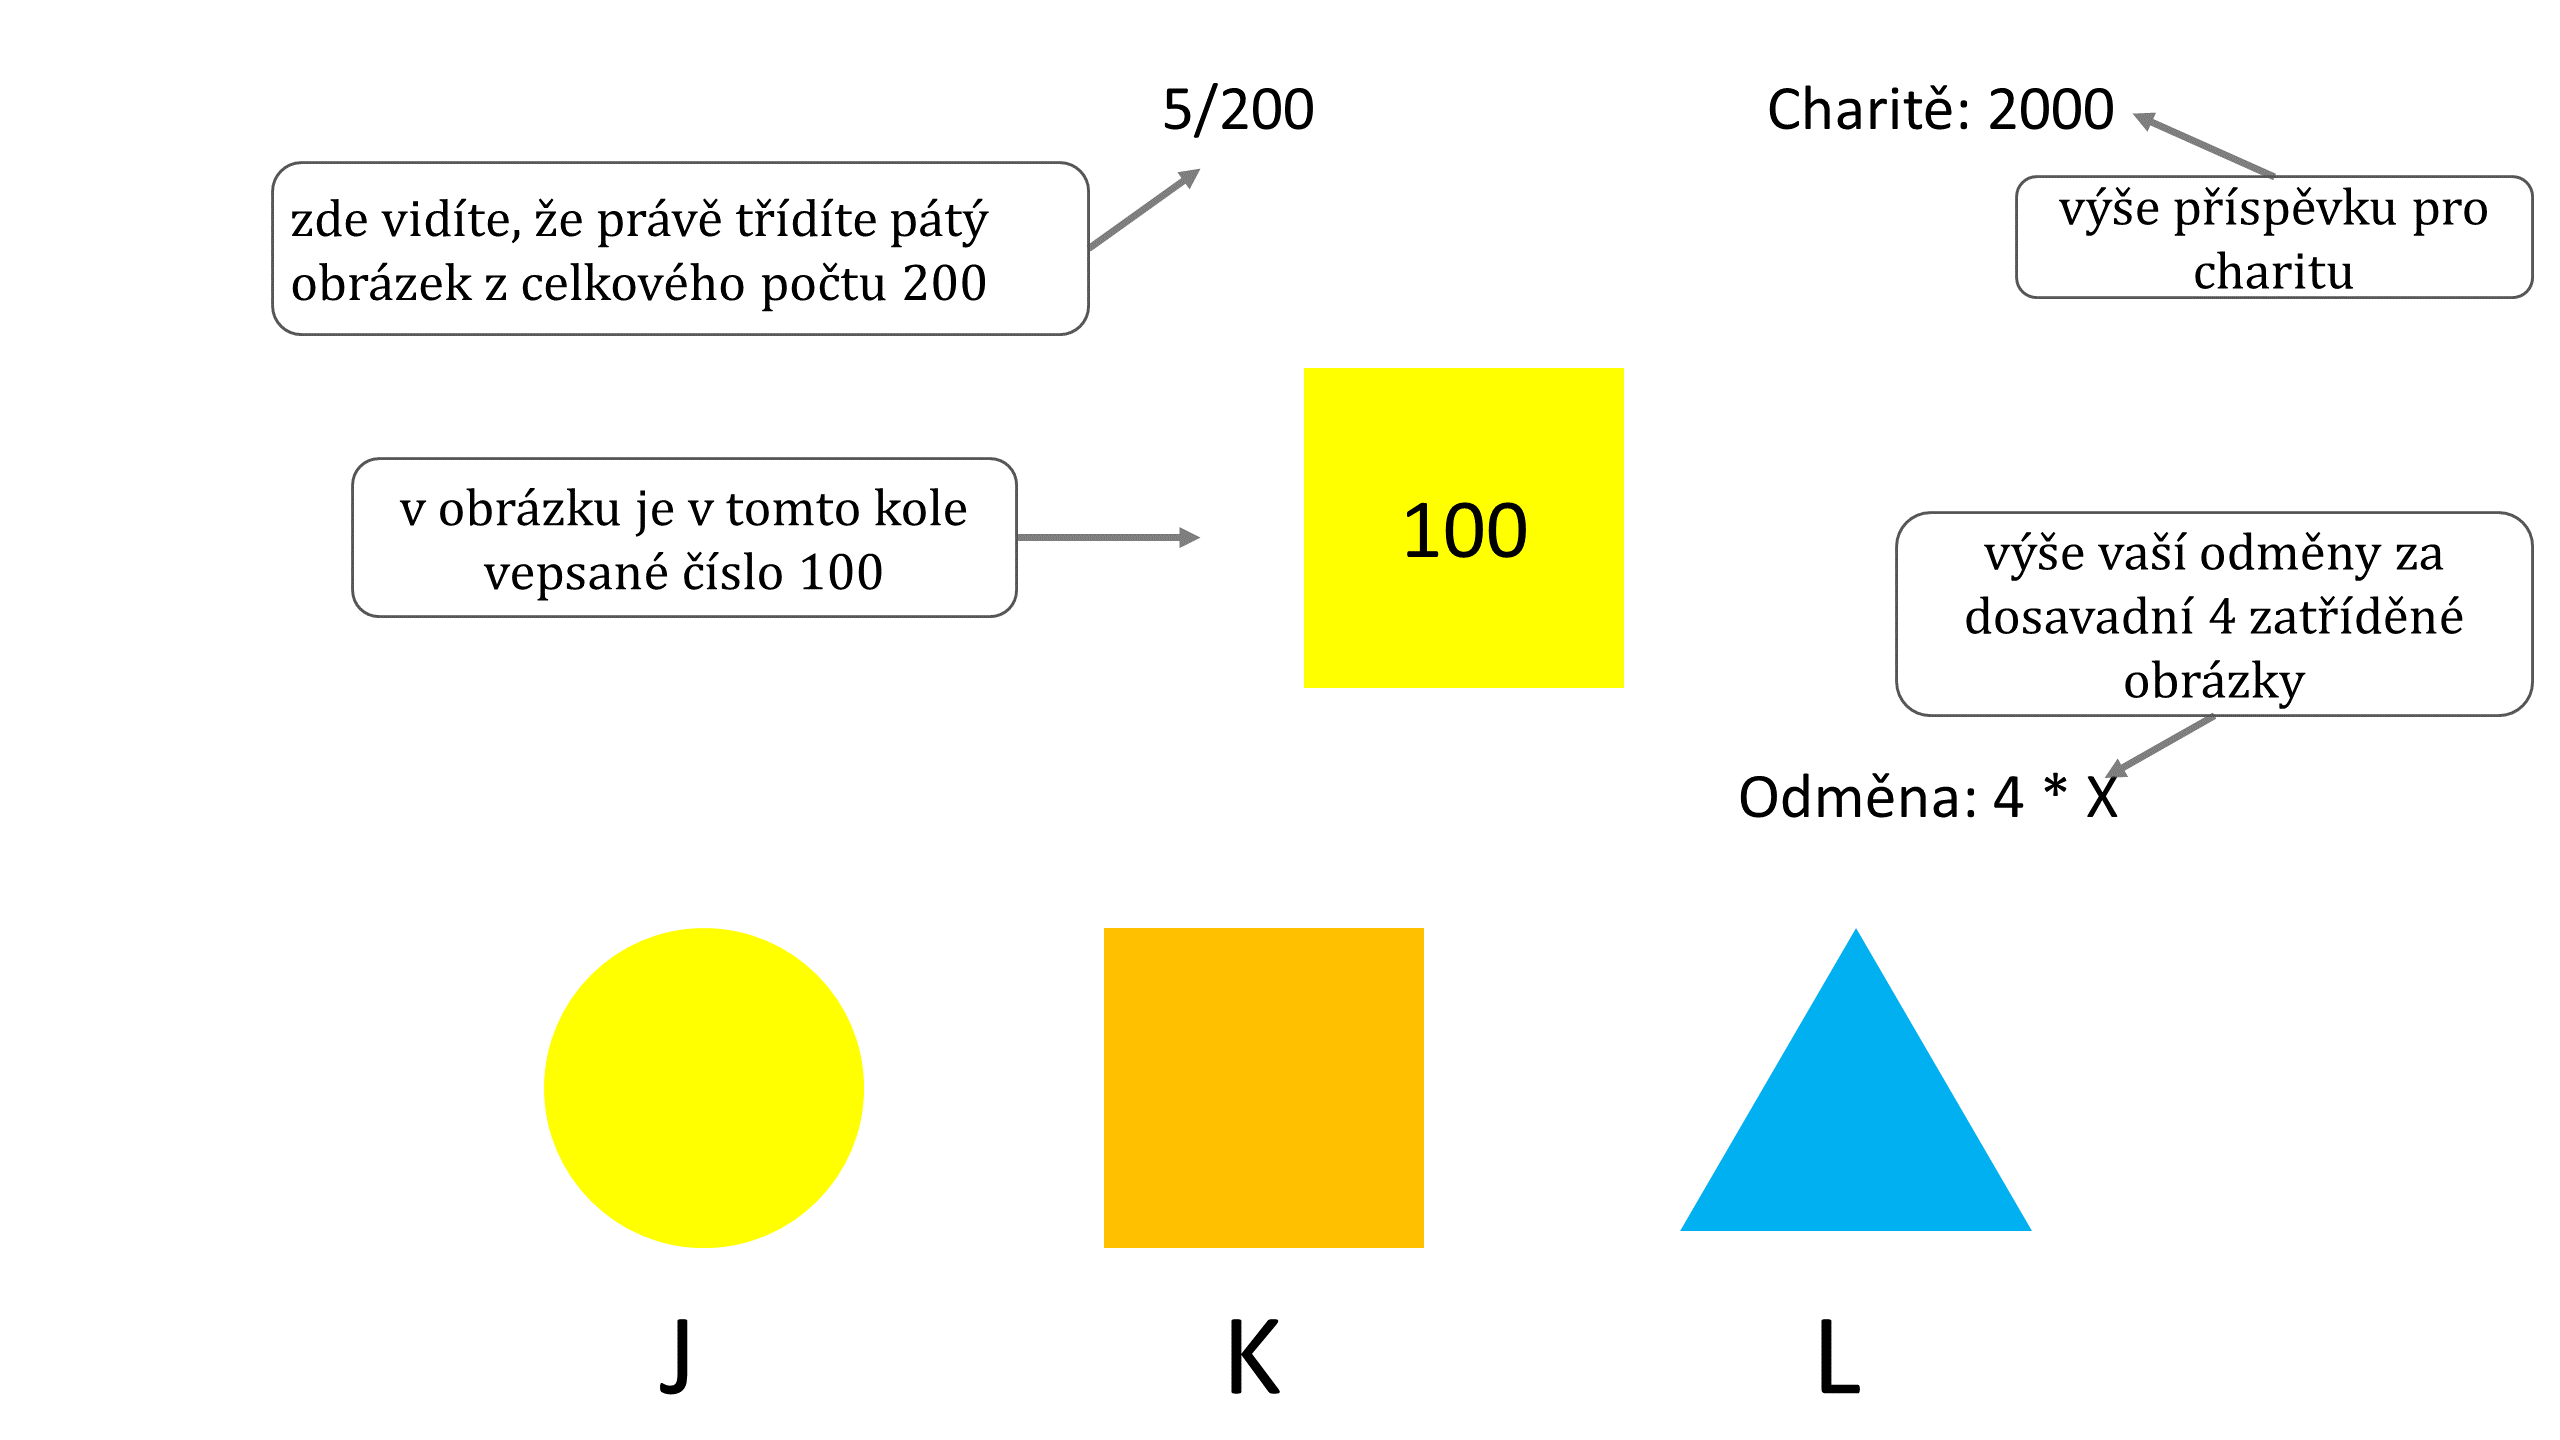 5/200
Charitě: 2000
zde vidíte, že právě třídíte pátý
obrázek z celkového počtu 200
výše příspěvku pro
charitu
v obrázku je v tomto kole
vepsané číslo 100
100
výše vaší odměny za
dosavadní 4 zatříděné
obrázky
Odměna: 4 * X
J
K
L